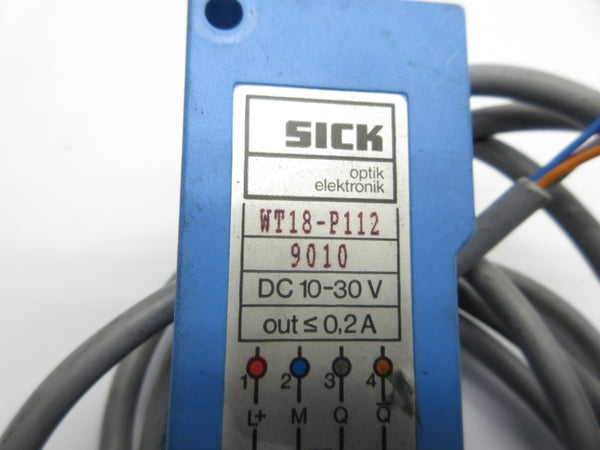 SICK
optik
elektronik
WT18-P112
9010
DC 10-30 V
out ≤ 0,2 A
1 2 3 4
L+ M Q Q̅